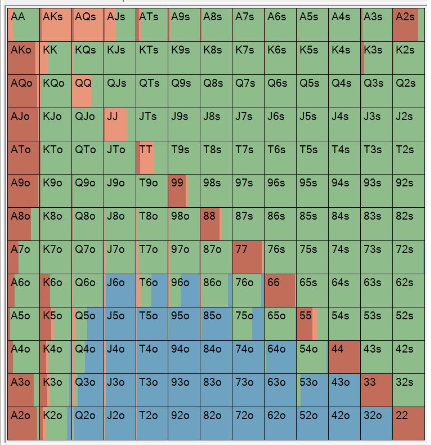 AA AKs AQs AJs ATs A9s A8s A7s A6s A5s A4s A3s A2s
AKo KK KQs KJs KTs K9s K8s K7s K6s K5s K4s K3s K2s
AQo KQo QQ QJs QTs Q9s Q8s Q7s Q6s Q5s Q4s Q3s Q2s
AJo KJo QJo JJ JTs J9s J8s J7s J6s J5s J4s J3s J2s
ATo KTo QTo JTo TT T9s T8s T7s T6s T5s T4s T3s T2s
A9o K9o Q9o J9o T9o 99 98s 97s 96s 95s 94s 93s 92s
A8o K8o Q8o J8o T8o 98o 88 87s 86s 85s 84s 83s 82s
A7o K7o Q7o J7o T7o 97o 87o 77 76s 75s 74s 73s 72s
A6o K6o Q6o J6o T6o 96o 86o 76o 66 65s 64s 63s 62s
A5o K5o Q5o J5o T5o 95o 85o 75o 65o 55 54s 53s 52s
A4o K4o Q4o J4o T4o 94o 84o 74o 64o 54o 44 43s 42s
A3o K3o Q3o J3o T3o 93o 83o 73o 63o 53o 43o 33 32s
A2o K2o Q2o J2o T2o 92o 82o 72o 62o 52o 42o 32o 22